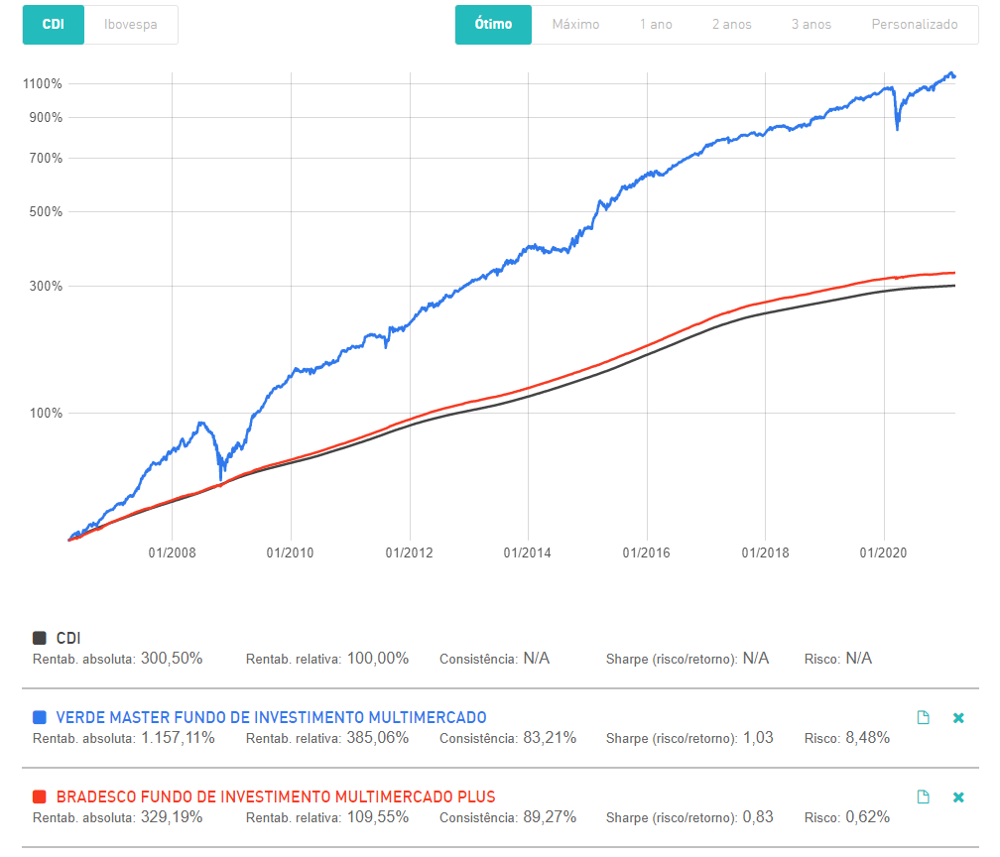 CDI Ibovespa Ótimo Máximo 1 ano 2 anos 3 anos Personalizado
1100%
900%
700%
500%
300%
100%
01/2008 01/2010 01/2012 01/2014 01/2016 01/2018 01/2020
CDI
Rentab. absoluta: 300,50% Rentab. relativa: 100,00% Consistência: N/A Sharpe (risco/retorno): N/A Risco: N/A
VERDE MASTER FUNDO DE INVESTIMENTO MULTIMERCADO
Rentab. absoluta: 1.157,11% Rentab. relativa: 385,06% Consistência: 83,21% Sharpe (risco/retorno): 1,03 Risco: 8,48%
BRADESCO FUNDO DE INVESTIMENTO MULTIMERCADO PLUS
Rentab. absoluta: 329,19% Rentab. relativa: 109,55% Consistência: 89,27% Sharpe (risco/retorno): 0,83 Risco: 0,62%